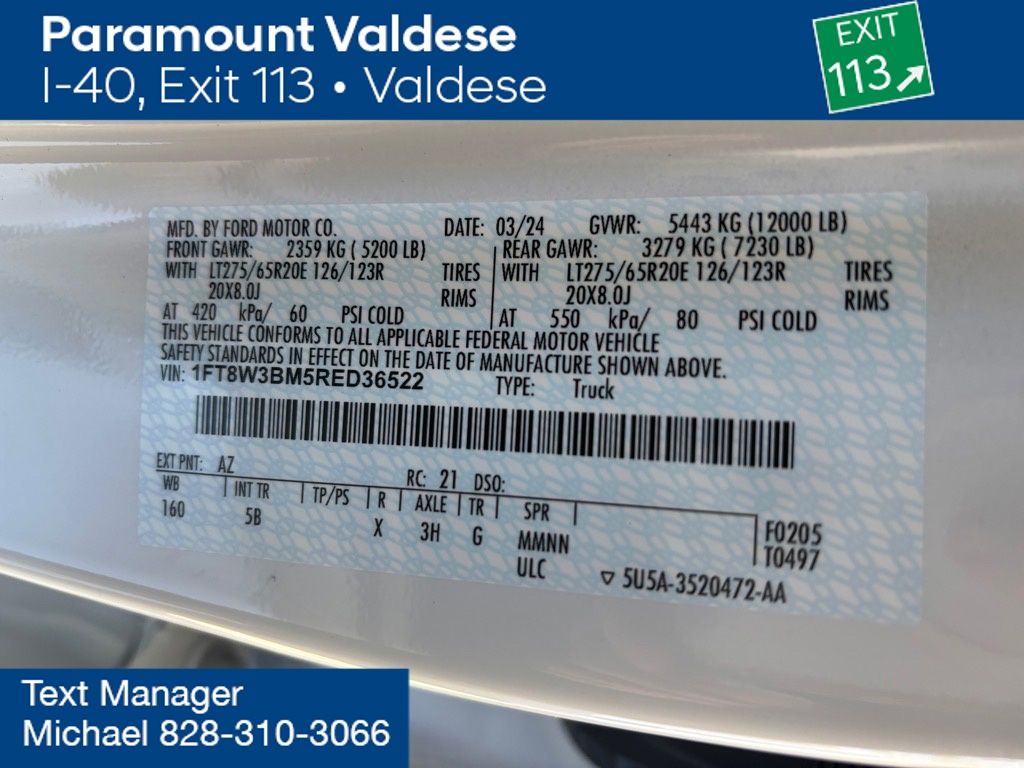 Paramount Valdese
I-40, Exit 113 • Valdese
EXIT
113
MFD. BY FORD MOTOR CO. DATE: 03/24 GVWR: 5443 KG (12000 LB)
FRONT GAWR: 2359 KG ( 5200 LB) REAR GAWR: 3279 KG ( 7230 LB)
WITH LT275/65R20E 126/123R TIRES WITH LT275/65R20E 126/123R TIRES
20X8.0J RIMS 20X8.0J RIMS
AT 420 kPa/ 60 PSI COLD AT 550 kPa/ 80 PSI COLD
THIS VEHICLE CONFORMS TO ALL APPLICABLE FEDERAL MOTOR VEHICLE
SAFETY STANDARDS IN EFFECT ON THE DATE OF MANUFACTURE SHOWN ABOVE.
VIN: 1FT8W3BM5RED36522 TYPE: Truck
EXT PNT: AZ RC: 21 DSO:
WB INT TR TP/PS R AXLE TR SPR
160 5B X 3H G MMNN F0205
ULC T0497
5U5A-3520472-AA
Text Manager
Michael 828-310-3066